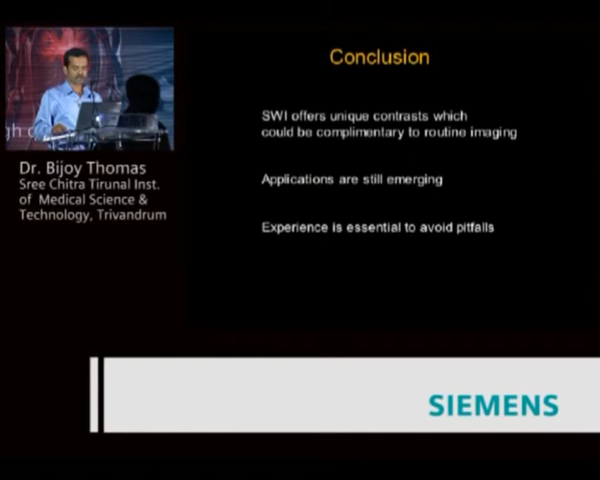 Conclusion
SWI offers unique contrasts which
could be complimentary to routine imaging
Applications are still emerging
Experience is essential to avoid pitfalls
Dr. Bijoy Thomas
Sree Chitra Tirunal Inst.
of Medical Science &
Technology, Trivandrum
SIEMENS